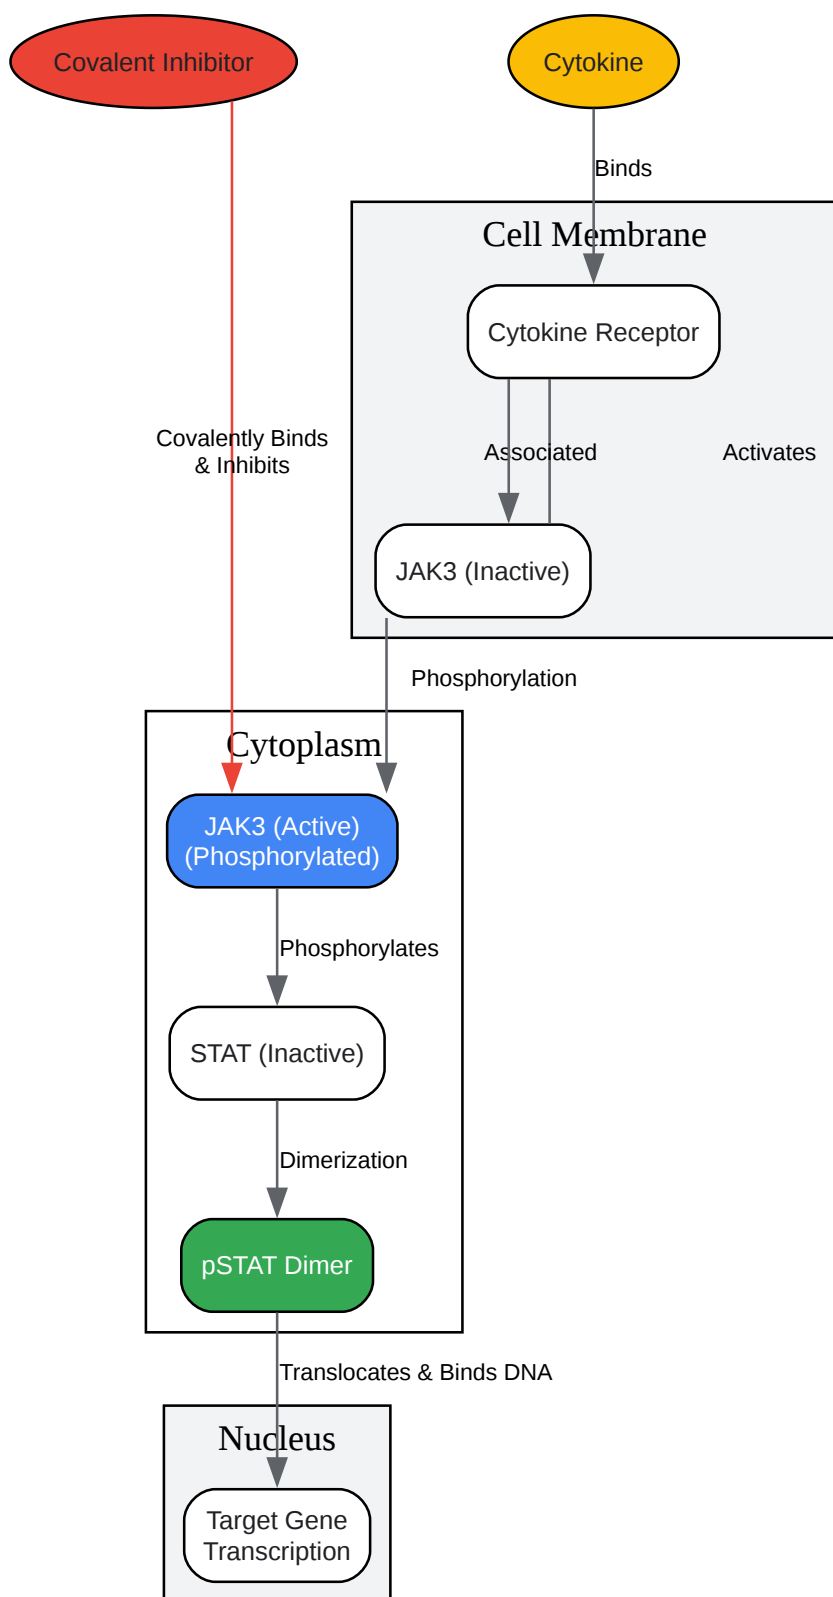 Covalent Inhibitor
Cytokine
Binds
Cell Membrane
Cytokine Receptor
Covalently Binds
& Inhibits
Associated
Activates
JAK3 (Inactive)
Phosphorylation
Cytoplasm
JAK3 (Active)
(Phosphorylated)
Phosphorylates
STAT (Inactive)
Dimerization
pSTAT Dimer
Translocates & Binds DNA
Nucleus
Target Gene
Transcription